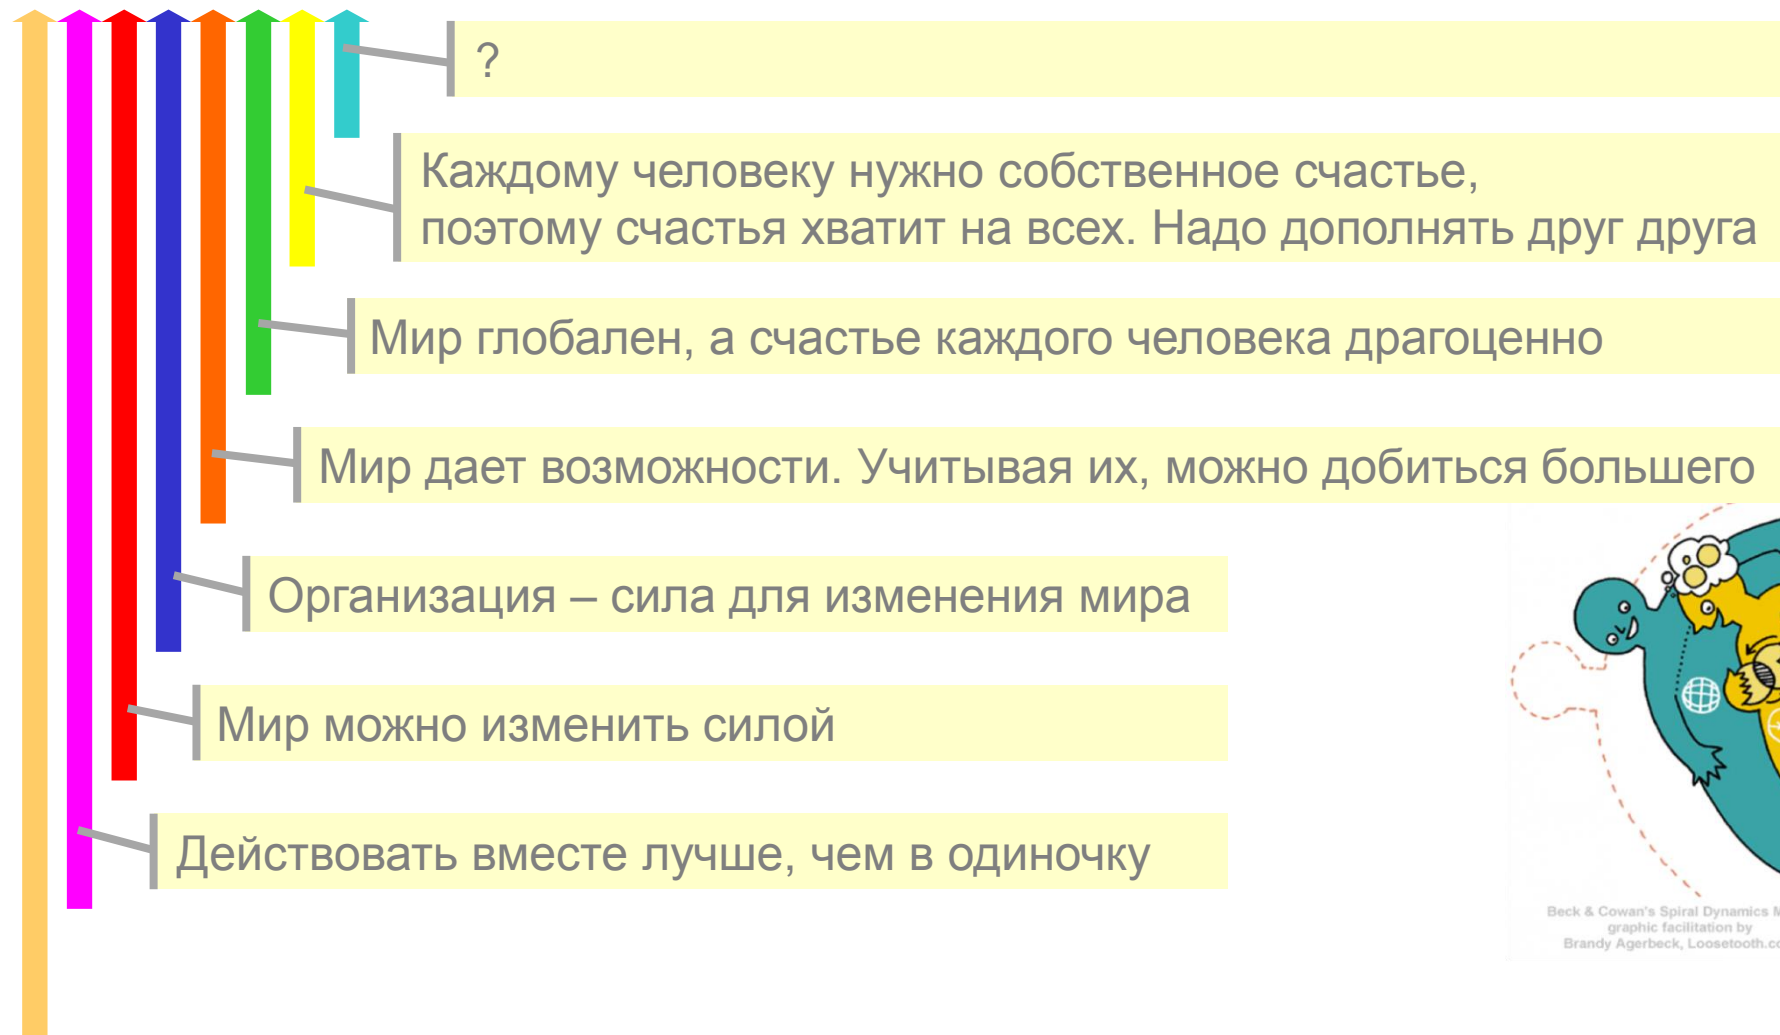 ?
Каждому человеку нужно собственное счастье,
поэтому счастья хватит на всех. Надо дополнять друг друга
Мир глобален, а счастье каждого человека драгоценно
Мир дает возможности. Учитывая их, можно добиться большего
Организация – сила для изменения мира
Мир можно изменить силой
Действовать вместе лучше, чем в одиночку
Beck & Cowan's Spiral Dynamics
graphic facilitation by
Brandy Agerbeck,